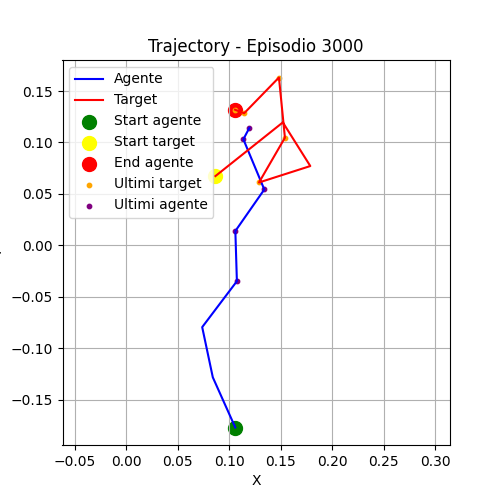 Trajectory - Episodio 3000
Agente
Target
Start agente
Start target
End agente
Ultimi target
Ultimi agente
0.15
0.10
0.05
0.00
−0.05
−0.10
−0.15
−0.05 0.00 0.05 0.10 0.15 0.20 0.25 0.30
X